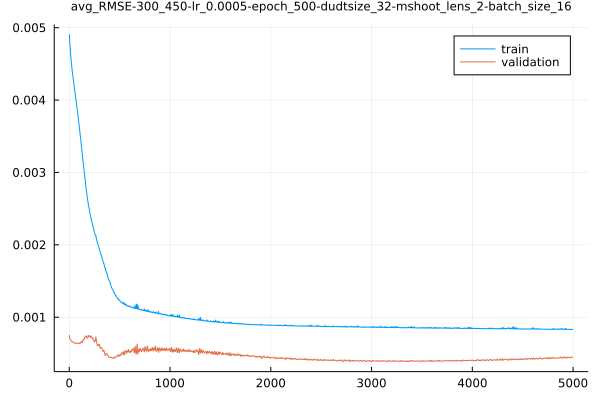 avg_RMSE-300_450-lr_0.0005-epoch_500-dudtsize_32-mshoot_lens_2-batch_size_16
train
validation
0.005
0.004
0.003
0.002
0.001
0 1000 2000 3000 4000 5000